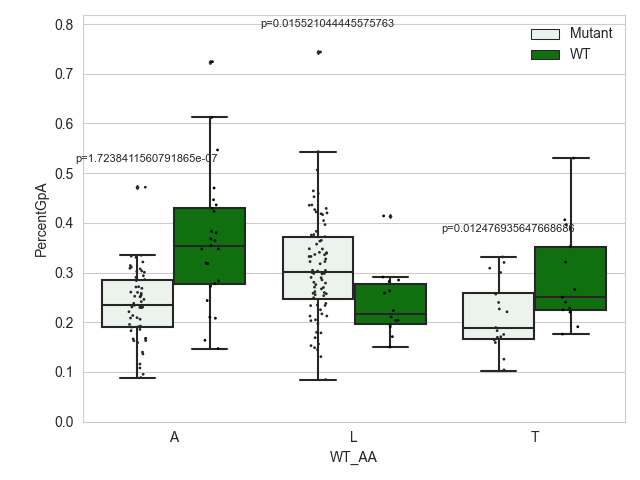 p=0.015521044445575763
Mutant
WT
p=1.7238411560791865e-07
p=0.012476935647668686
PercentGpA
0.8
0.7
0.6
0.5
0.4
0.3
0.2
0.1
0.0
A
L
T
WT_AA